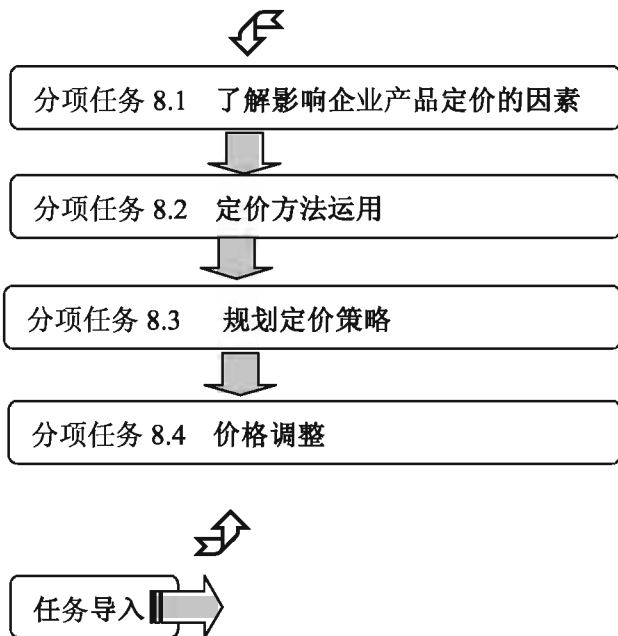 分项任务 8.1 了解影响企业产品定价的因素
分项任务 8.2 定价方法运用
分项任务 8.3 规划定价策略
分项任务 8.4 价格调整
任务导入